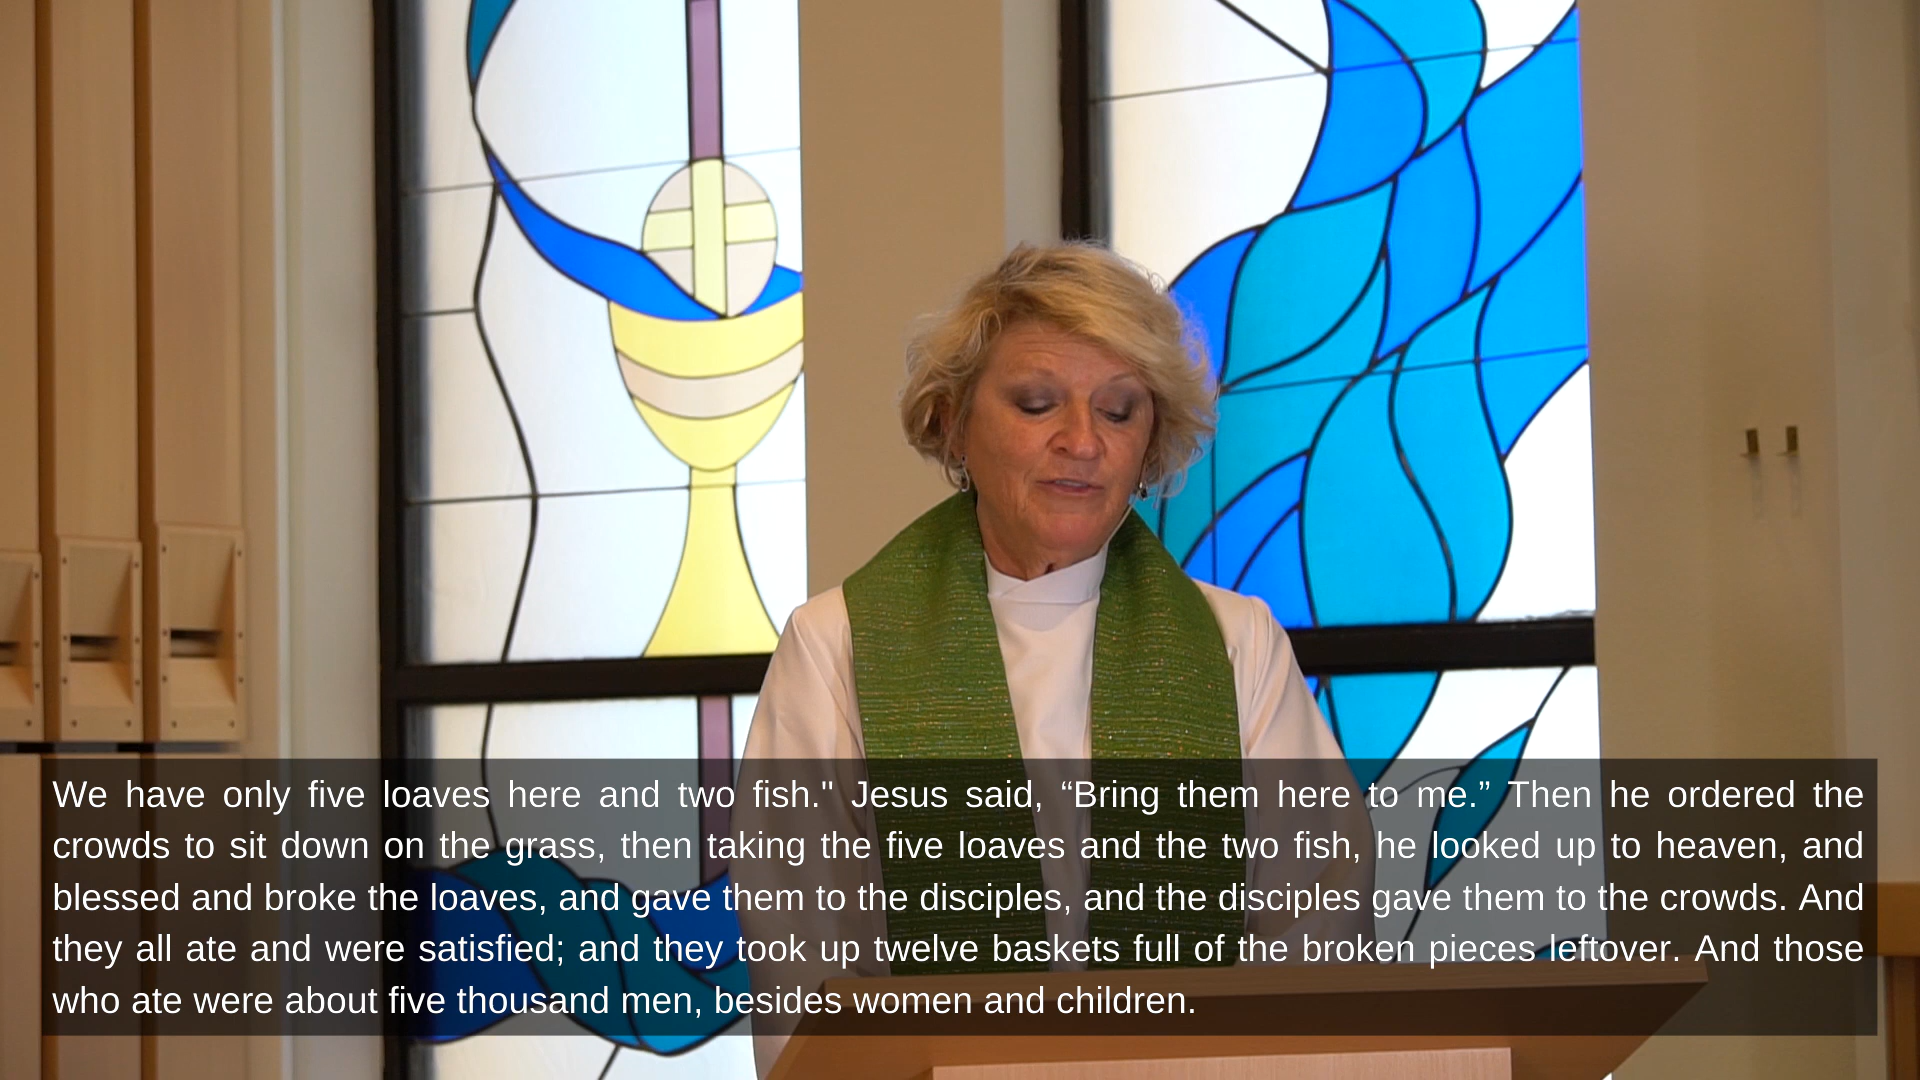 We have only five loaves here and two fish." Jesus said, “Bring them here to me.” Then he ordered the
crowds to sit down on the grass, then taking the five loaves and the two fish, he looked up to heaven, and
blessed and broke the loaves, and gave them to the disciples, and the disciples gave them to the crowds. And
they all ate and were satisfied; and they took up twelve baskets full of the broken pieces leftover. And those
who ate were about five thousand men, besides women and children.